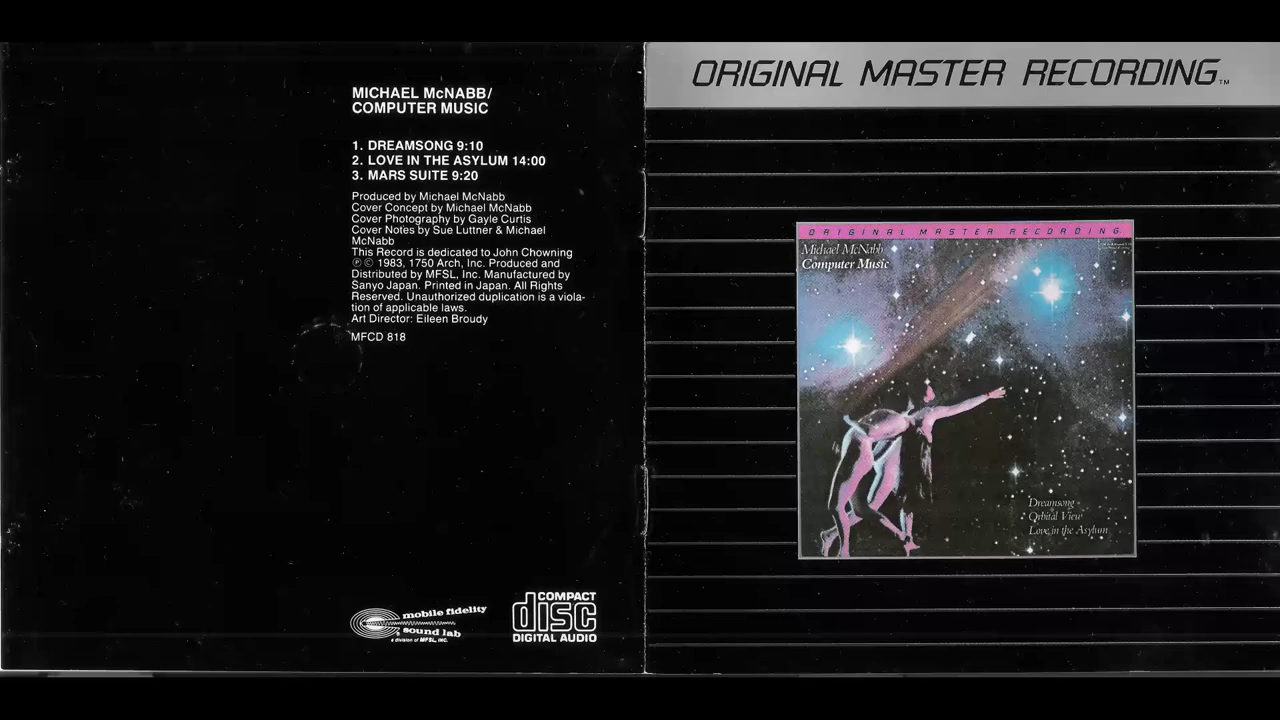 MICHAEL McNABB/
COMPUTER MUSIC
1. DREAMSONG 9:10
2. LOVE IN THE ASYLUM 14:00
3. MARS SUITE 9:20
Produced by Michael McNabb
Cover Concept by Michael McNabb
Cover Photography by Gayle Curtis
Cover Notes by Sue Luttner & Michael
McNabb
This Record is dedicated to John Chowning
Ⓟ © 1983, 1750 Arch, Inc. Produced and
Distributed by MFSL, Inc. Manufactured by
Sanyo Japan. Printed in Japan. All Rights
Reserved. Unauthorized duplication is a viola-
tion of applicable laws.
Art Director: Eileen Broudy
MFCD 818
mobile fidelity
sound lab
a division of MFSL, INC.
COMPACT
disc
DIGITAL AUDIO
ORIGINAL MASTER RECORDING™
ORIGINAL MASTER RECORDING
Michael McNabb
Computer Music
Dreamsong
Orbital View
Love in the Asylum